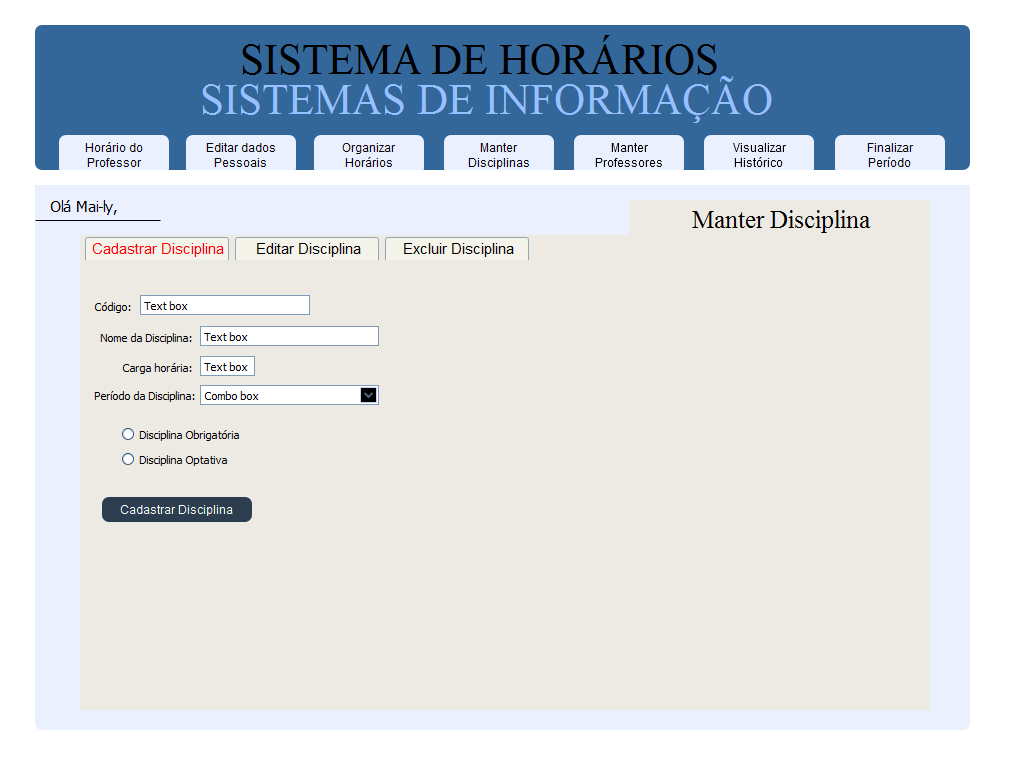 SISTEMA DE HORÁRIOS
SISTEMAS DE INFORMAÇÃO
Horário do
Professor
Editar dados
Pessoais
Organizar
Horários
Manter
Disciplinas
Manter
Professores
Visualizar
Histórico
Finalizar
Período
Olá Mai-ly,
Manter Disciplina
Cadastrar Disciplina
Editar Disciplina
Excluir Disciplina
Código: Text box
Nome da Disciplina: Text box
Carga horária: Text box
Período da Disciplina: Combo box
Disciplina Obrigatória
Disciplina Optativa
Cadastrar Disciplina